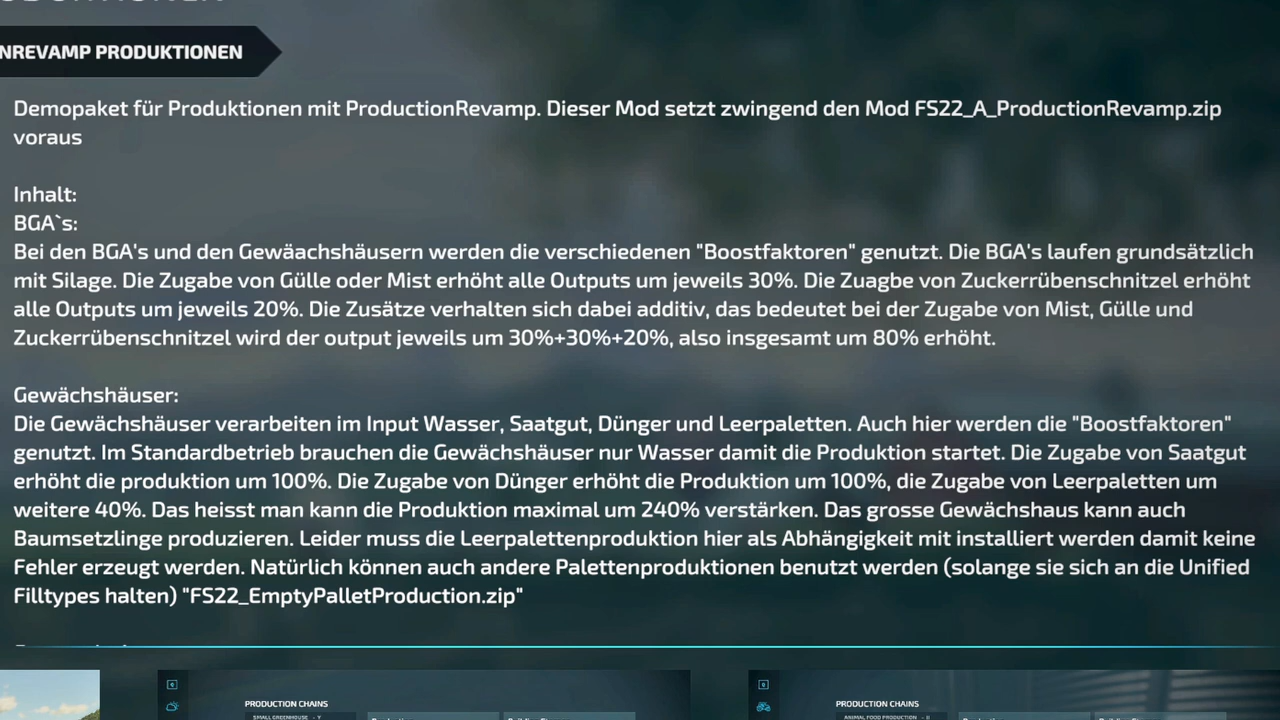 NREVAMP PRODUKTIONEN
Demopaket für Produktionen mit ProductionRevamp. Dieser Mod setzt zwingend den Mod FS22_A_ProductionRevamp.zip
voraus
Inhalt:
BGA`s:
Bei den BGA's und den Gewäachshäusern werden die verschiedenen "Boostfaktoren" genutzt. Die BGA's laufen grundsätzlich
mit Silage. Die Zugabe von Gülle oder Mist erhöht alle Outputs um jeweils 30%. Die Zuagbe von Zuckerrübenschnitzel erhöht
alle Outputs um jeweils 20%. Die Zusätze verhalten sich dabei additiv, das bedeutet bei der Zugabe von Mist, Gülle und
Zuckerrübenschnitzel wird der output jeweils um 30%+30%+20%, also insgesamt um 80% erhöht.
Gewächshäuser:
Die Gewächshäuser verarbeiten im Input Wasser, Saatgut, Dünger und Leerpaletten. Auch hier werden die "Boostfaktoren"
genutzt. Im Standardbetrieb brauchen die Gewächshäuser nur Wasser damit die Produktion startet. Die Zugabe von Saatgut
erhöht die produktion um 100%. Die Zugabe von Dünger erhöht die Produktion um 100%, die Zugabe von Leerpaletten um
weitere 40%. Das heisst man kann die Produktion maximal um 240% verstärken. Das grosse Gewächshaus kann auch
Baumsetzlinge produzieren. Leider muss die Leerpalettenproduktion hier als Abhängigkeit mit installiert werden damit keine
Fehler erzeugt werden. Natürlich können auch andere Palettenproduktionen benutzt werden (solange sie sich an die Unified
Filltypes halten) "FS22_EmptyPalletProduction.zip"
PRODUCTION CHAINS
PRODUCTION CHAINS
SMALL GREENHOUSE - Y
ANIMAL FOOD PRODUCTION - II